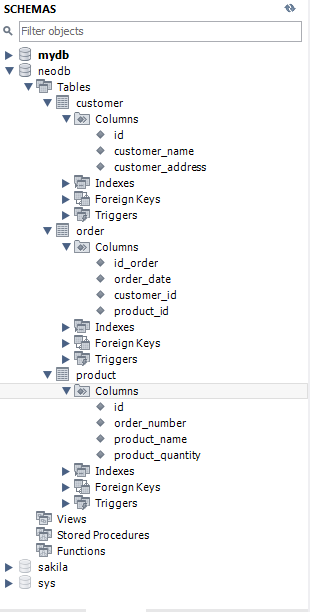 SCHEMAS
Filter objects
mydb
neodb
Tables
customer
Columns
id
customer_name
customer_address
Indexes
Foreign Keys
Triggers
order
Columns
id_order
order_date
customer_id
product_id
Indexes
Foreign Keys
Triggers
product
Columns
id
order_number
product_name
product_quantity
Indexes
Foreign Keys
Triggers
Views
Stored Procedures
Functions
sakila
sys